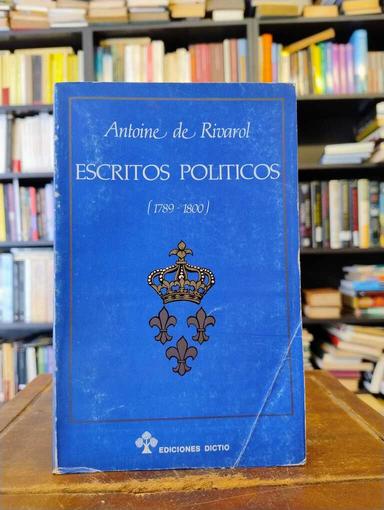 Antoine de Rivarol
ESCRITOS POLITICOS
(1789-1800)
EDICIONES DICTIO